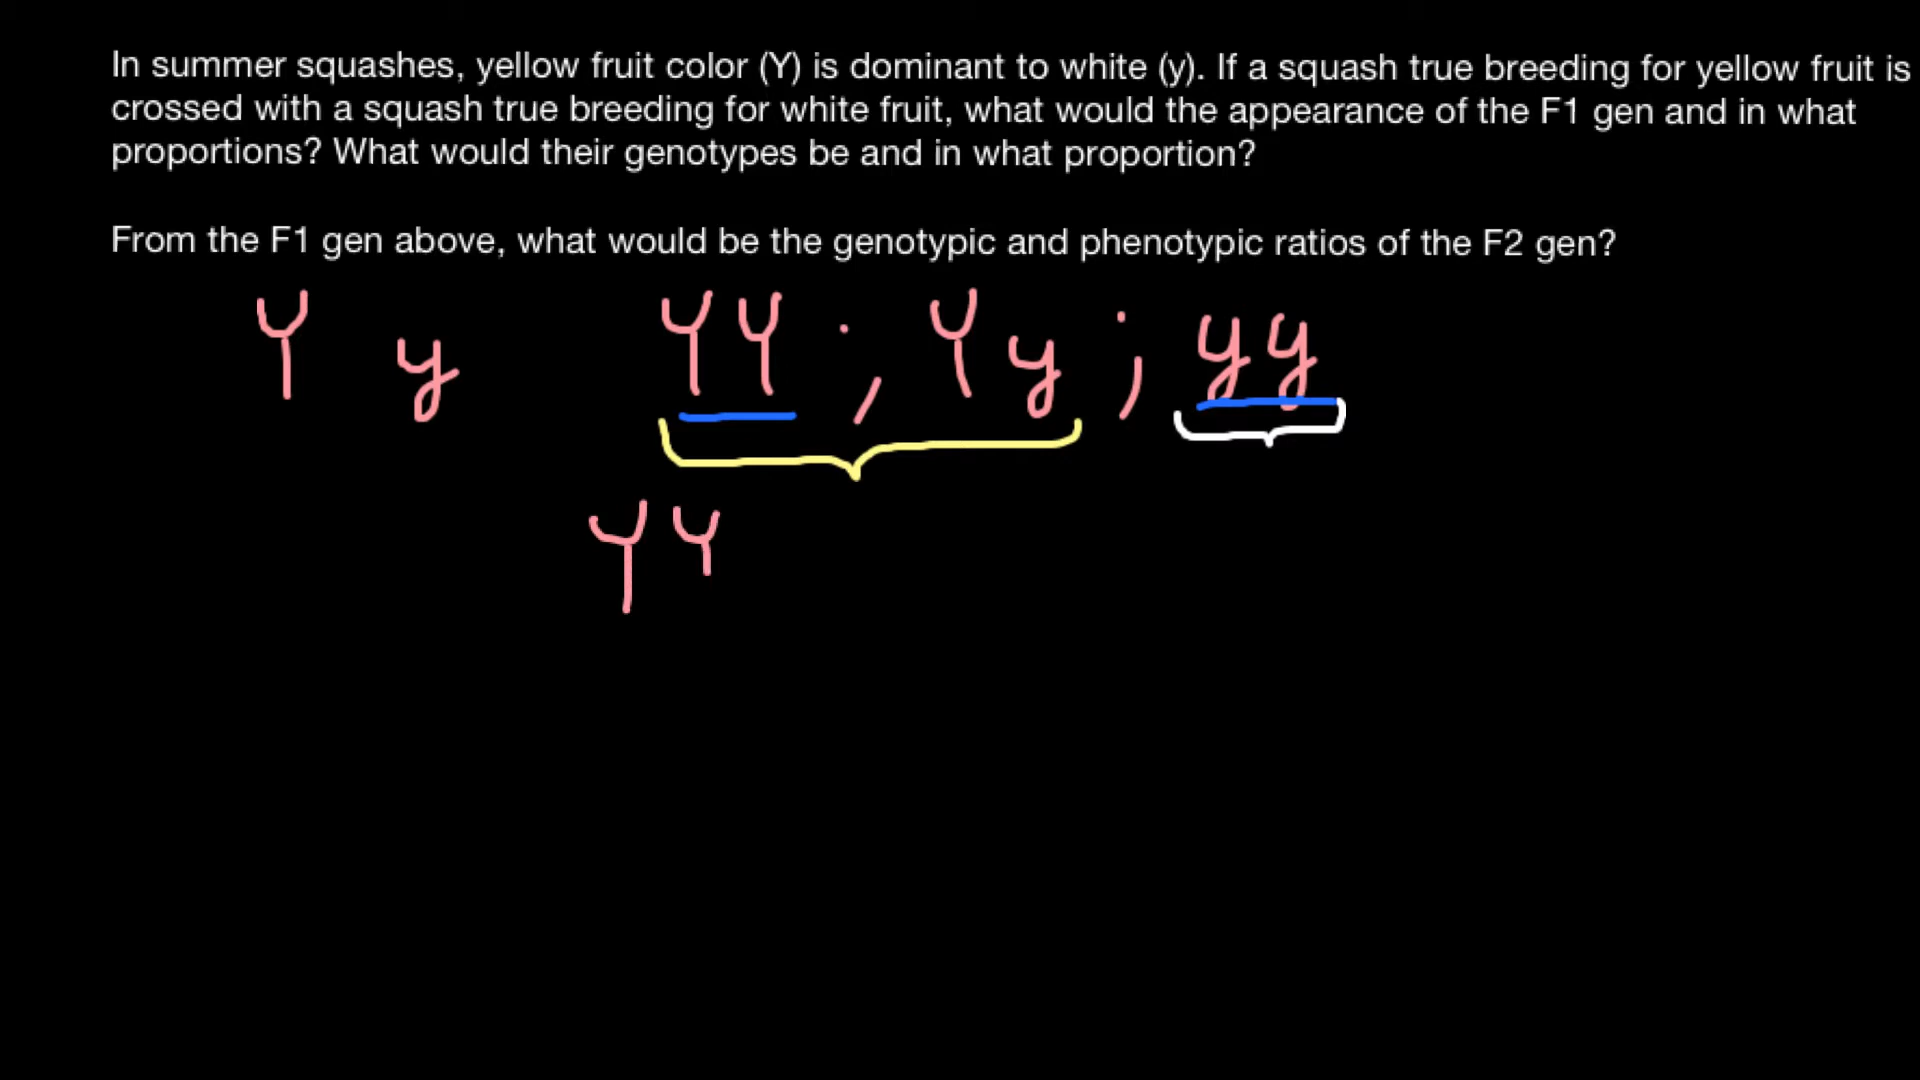 In summer squashes, yellow fruit color (Y) is dominant to white (y). If a squash true breeding for yellow fruit is
crossed with a squash true breeding for white fruit, what would the appearance of the F1 gen and in what
proportions? What would their genotypes be and in what proportion?
From the F1 gen above, what would be the genotypic and phenotypic ratios of the F2 gen?
Y y YY ; Yy ; yy
YY